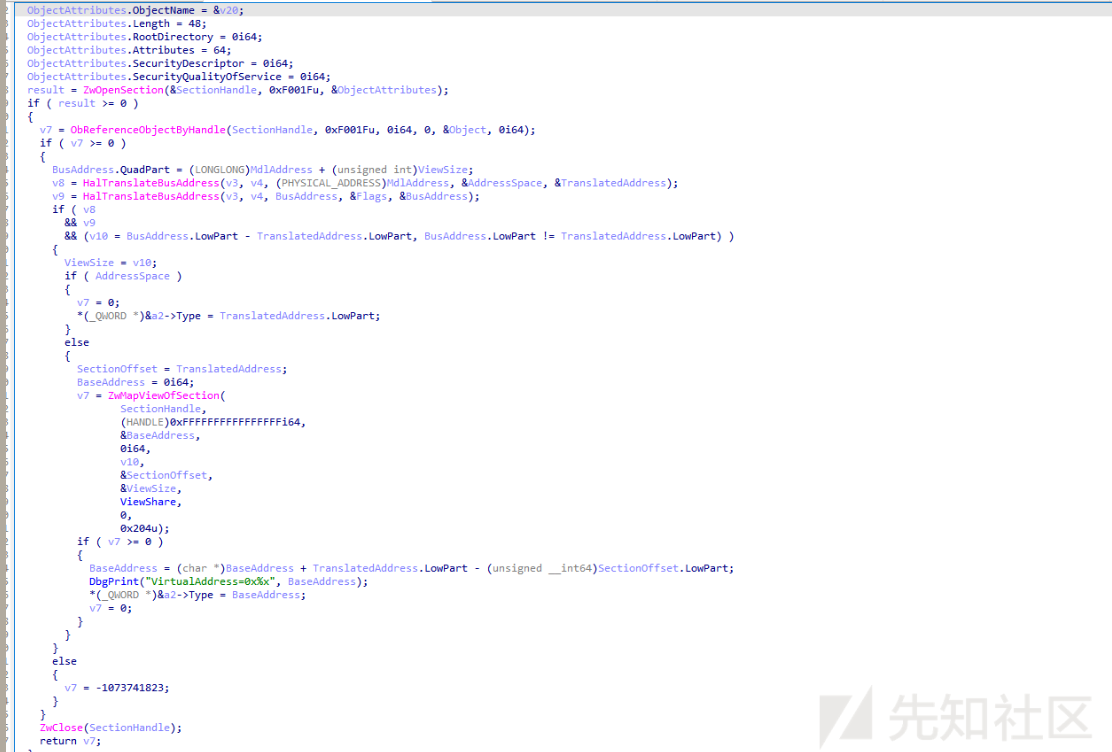 ObjectAttributes.ObjectName = &v20;
ObjectAttributes.Length = 48;
ObjectAttributes.RootDirectory = 0i64;
ObjectAttributes.Attributes = 64;
ObjectAttributes.SecurityDescriptor = 0i64;
ObjectAttributes.SecurityQualityOfService = 0i64;
result = ZwOpenSection(&SectionHandle, 0xF001Fu, &ObjectAttributes);
if ( result >= 0 )
{
v7 = ObReferenceObjectByHandle(SectionHandle, 0xF001Fu, 0i64, 0, &Object, 0i64);
if ( v7 >= 0 )
{
BusAddress.QuadPart = (LONGLONG)MdlAddress + (unsigned int)ViewSize;
v8 = HalTranslateBusAddress(v3, v4, (PHYSICAL_ADDRESS)MdlAddress, &AddressSpace, &TranslatedAddress);
v9 = HalTranslateBusAddress(v3, v4, BusAddress, &Flags, &BusAddress);
if ( v8
&& v9
&& (v10 = BusAddress.LowPart - TranslatedAddress.LowPart, BusAddress.LowPart != TranslatedAddress.LowPart) )
{
ViewSize = v10;
if ( AddressSpace )
{
v7 = 0;
*(_QWORD *)&a2->Type = TranslatedAddress.LowPart;
}
else
{
SectionOffset = TranslatedAddress;
BaseAddress = 0i64;
v7 = ZwMapViewOfSection(
SectionHandle,
(HANDLE)0xFFFFFFFFFFFFFFFFi64,
&BaseAddress,
0i64,
v10,
&SectionOffset,
&ViewSize,
ViewShare,
0,
0x204u);
if ( v7 >= 0 )
{
BaseAddress = (char *)BaseAddress + TranslatedAddress.LowPart - (unsigned __int64)SectionOffset.LowPart;
DbgPrint("VirtualAddress=0x%x", BaseAddress);
*(_QWORD *)&a2->Type = BaseAddress;
v7 = 0;
}
}
}
else
{
v7 = -1073741823;
}
}
ZwClose(SectionHandle);
return v7;
先知社区